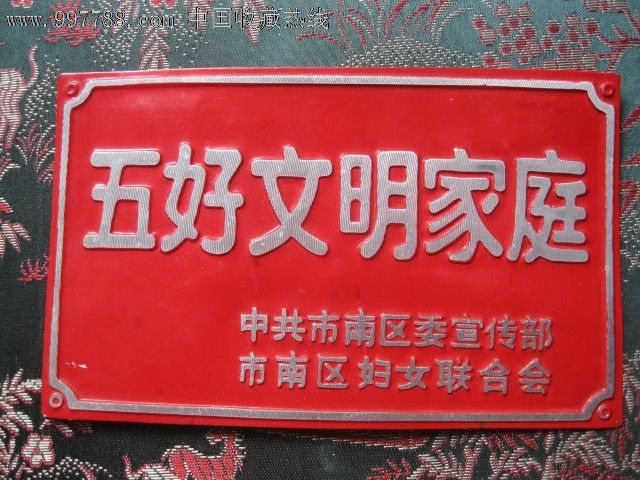 www.997788.com 中国收藏热线
五好文明家庭
中共市南区委宣传部
市南区妇女联合会